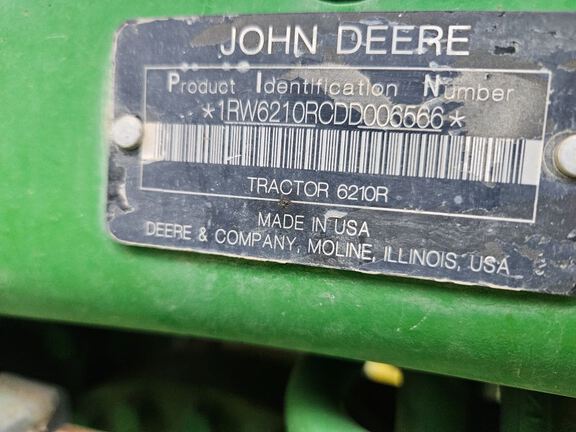 JOHN DEERE
Product Identification Number
*1RW6210RCDD006566*
TRACTOR 6210R
MADE IN USA
DEERE & COMPANY, MOLINE, ILLINOIS, USA